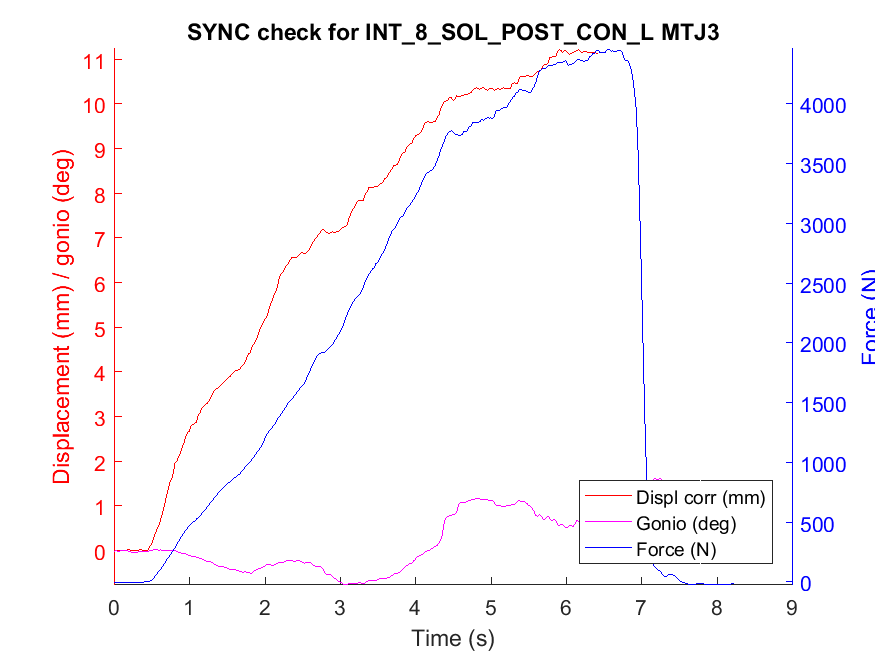 SYNC check for INT_8_SOL_POST_CON_L MTJ3
Displacement (mm) / gonio (deg)
11
10
9
8
7
6
5
4
3
2
1
0
4000
3500
3000
2500
2000
1500
1000
500
0
Force (N)
Displ corr (mm)
Gonio (deg)
Force (N)
0 1 2 3 4 5 6 7 8 9
Time (s)